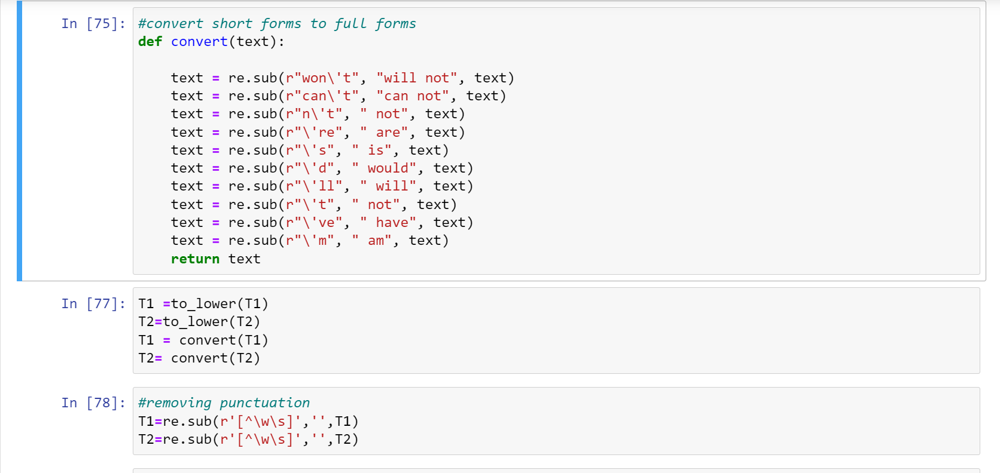 In [75]: #convert short forms to full forms
def convert(text):
text = re.sub(r"won\'t", "will not", text)
text = re.sub(r"can\'t", "can not", text)
text = re.sub(r"n\'t", " not", text)
text = re.sub(r"\'re", " are", text)
text = re.sub(r"\'s", " is", text)
text = re.sub(r"\'d", " would", text)
text = re.sub(r"\'ll", " will", text)
text = re.sub(r"\'t", " not", text)
text = re.sub(r"\'ve", " have", text)
text = re.sub(r"\'m", " am", text)
return text
In [77]: T1 =to_lower(T1)
T2=to_lower(T2)
T1 = convert(T1)
T2= convert(T2)
In [78]: #removing punctuation
T1=re.sub(r'[^\w\s]','',T1)
T2=re.sub(r'[^\w\s]','',T2)